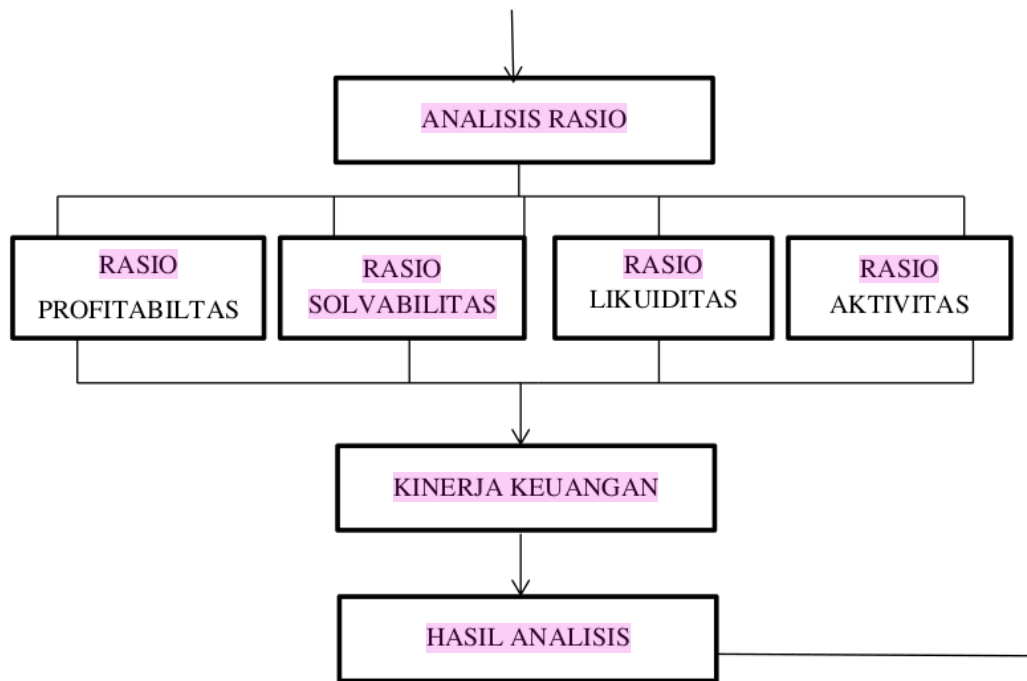 ANALISIS RASIO
RASIO
PROFITABILTAS
RASIO
SOLVABILITAS
RASIO
LIKUIDITAS
RASIO
AKTIVITAS
KINERJA KEUANGAN
HASIL ANALISIS